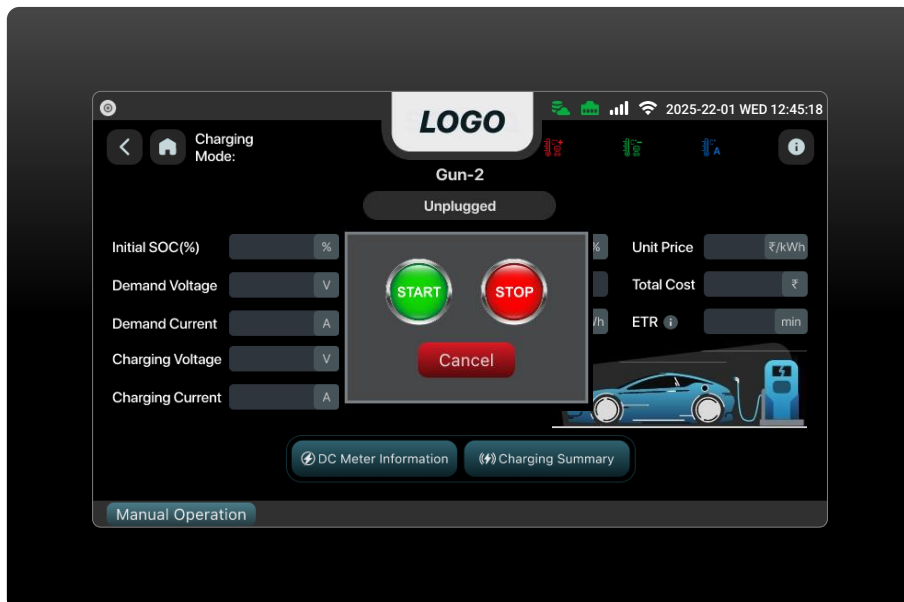 LOGO
2025-22-01 WED 12:45:18
Charging
Mode:
A
Gun-2
Unplugged
Initial SOC(%) % % Unit Price ₹/kWh
Demand Voltage V Total Cost ₹
Demand Current A /h ETR min
Charging Voltage V
Charging Current A
START STOP
Cancel
DC Meter Information Charging Summary
Manual Operation